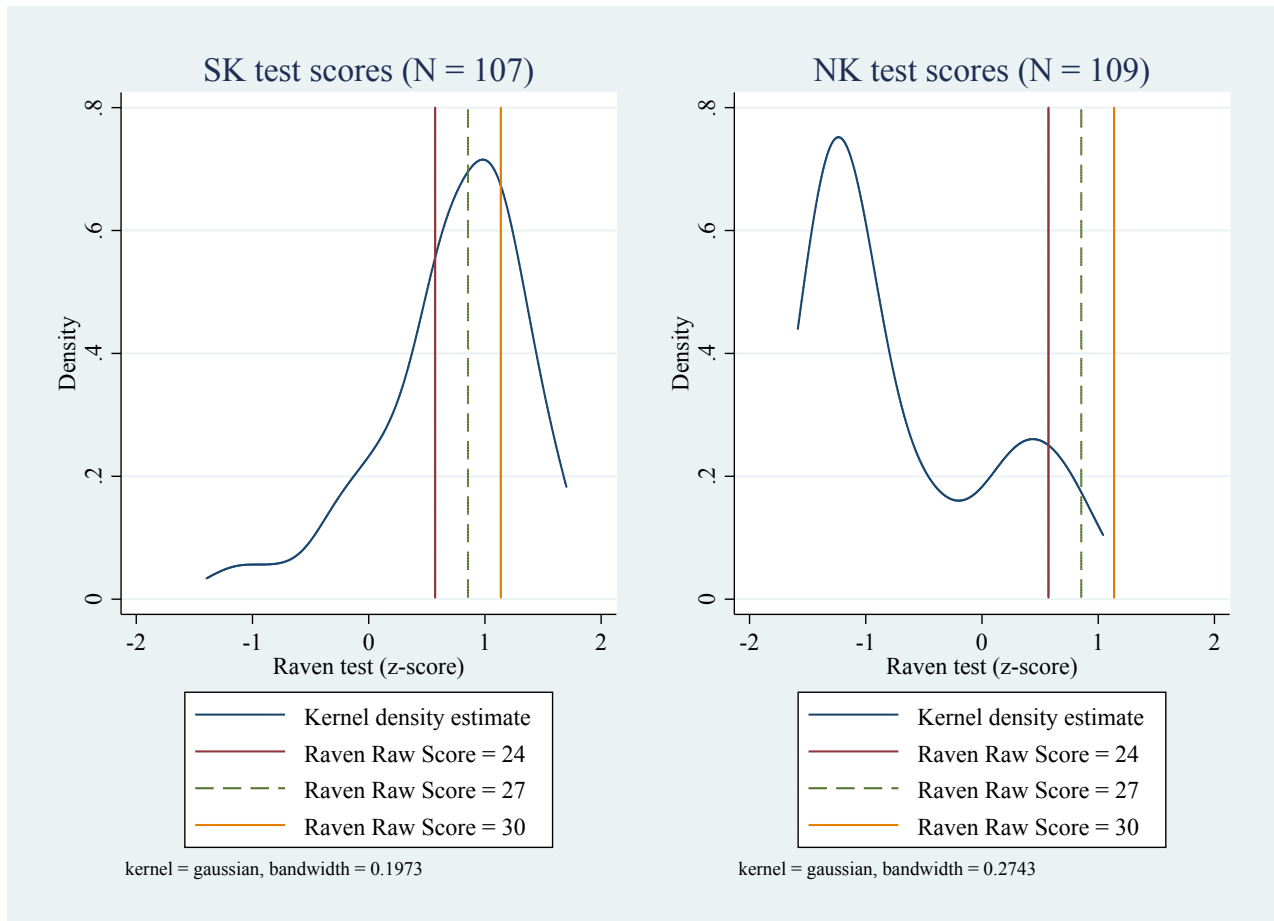 SK test scores (N = 107)
.8
.6
.4
.2
0
Density
-2 -1 0 1 2
Raven test (z-score)
Kernel density estimate
Raven Raw Score = 24
Raven Raw Score = 27
Raven Raw Score = 30
kernel = gaussian, bandwidth = 0.1973
NK test scores (N = 109)
.8
.6
.4
.2
0
Density
-2 -1 0 1 2
Raven test (z-score)
Kernel density estimate
Raven Raw Score = 24
Raven Raw Score = 27
Raven Raw Score = 30
kernel = gaussian, bandwidth = 0.2743